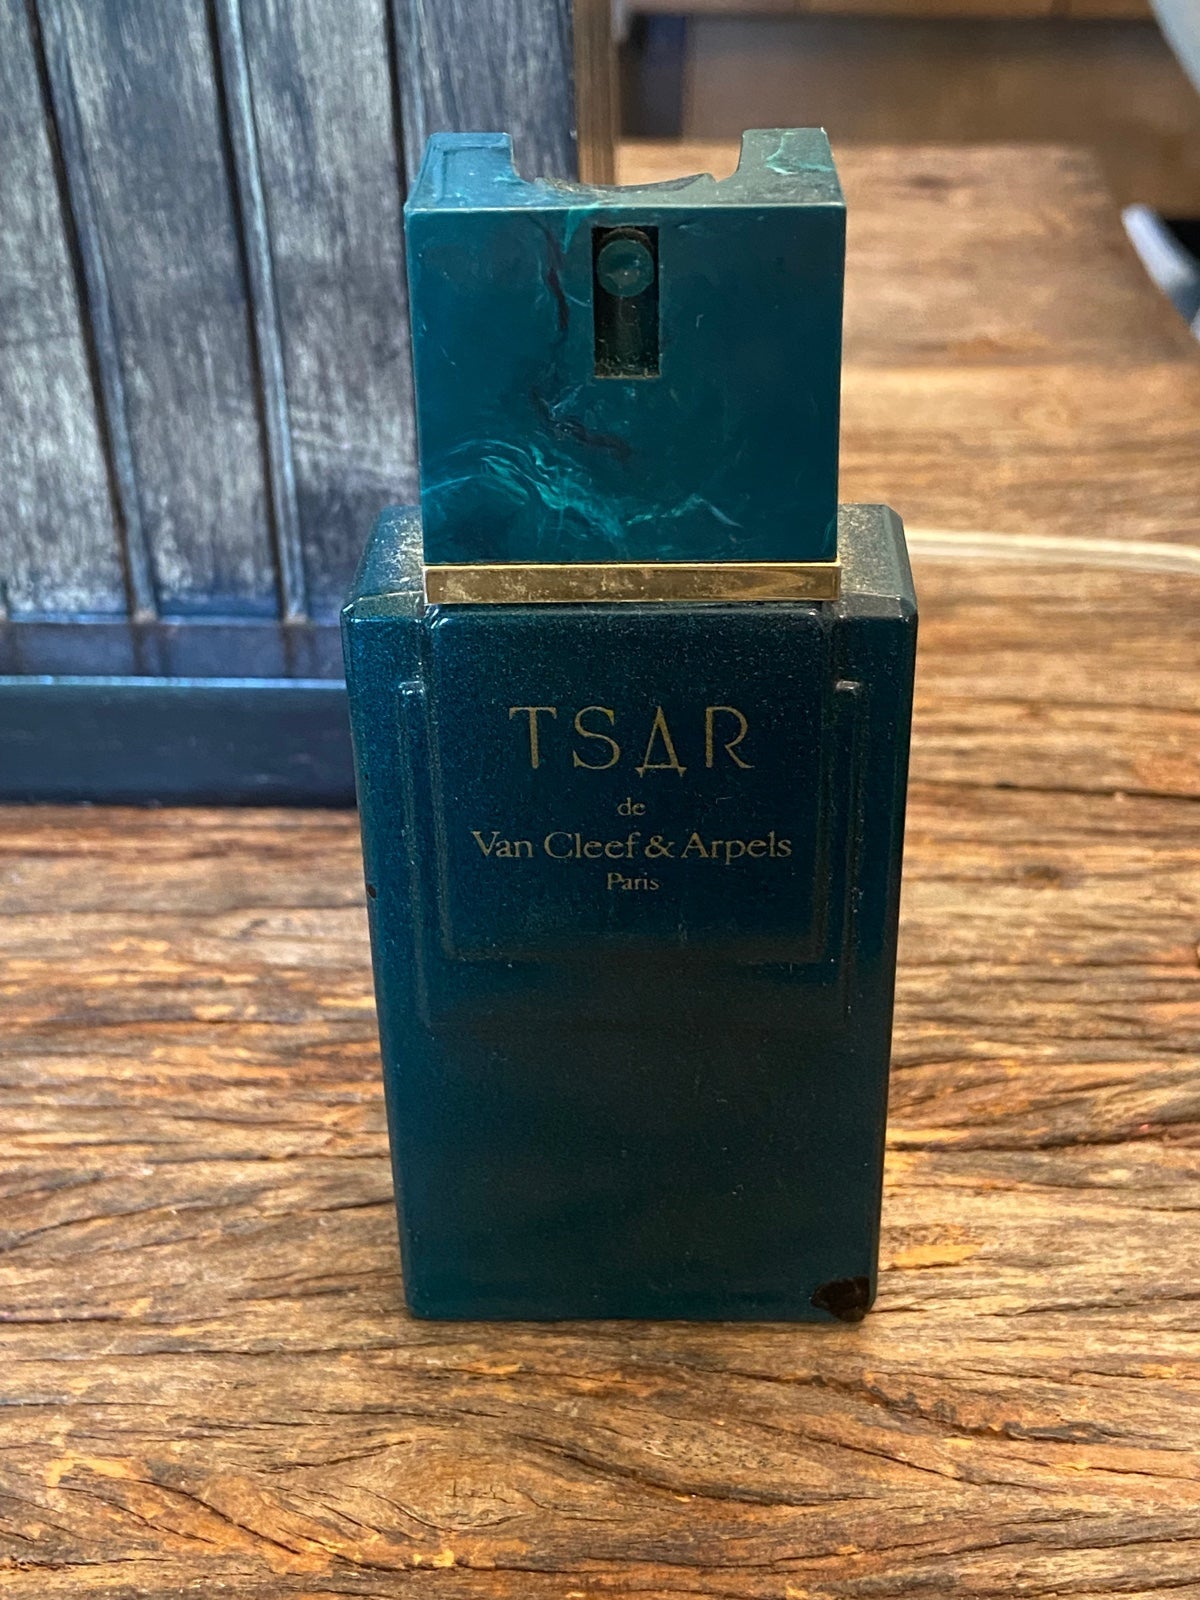 TSAR
de
Van Cleef & Arpels
Paris